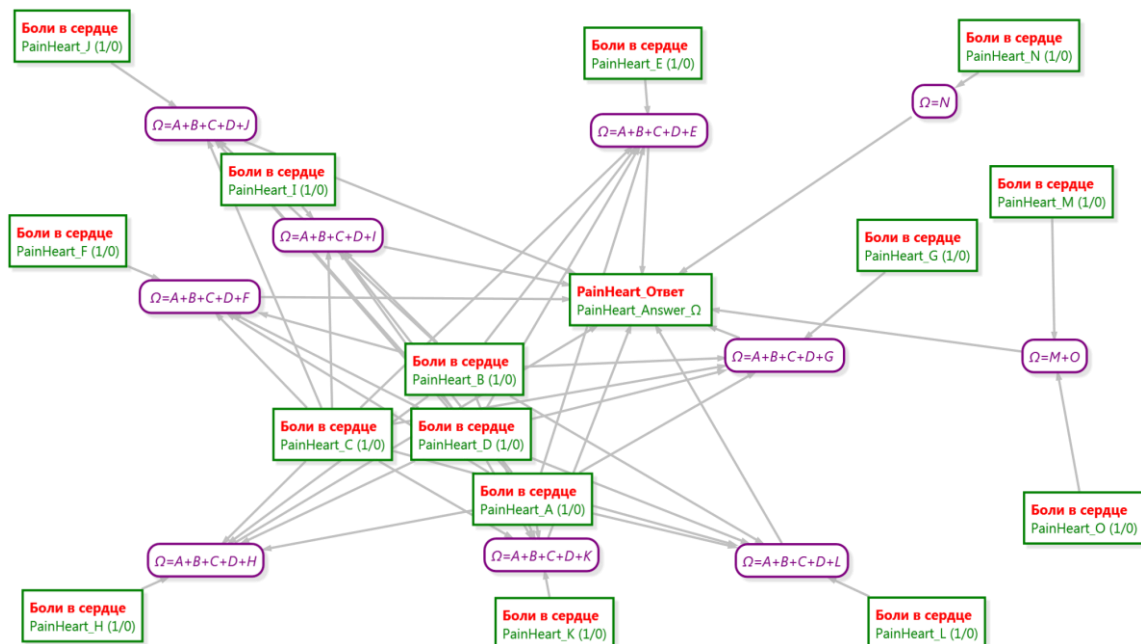 Боли в сердце
PainHeart_J (1/0)
Боли в сердце
PainHeart_E (1/0)
Боли в сердце
PainHeart_N (1/0)
Ω=N
Ω=A+B+C+D+J
Ω=A+B+C+D+E
Боли в сердце
PainHeart_I (1/0)
Боли в сердце
PainHeart_M (1/0)
Боли в сердце
PainHeart_F (1/0)
Ω=A+B+C+D+I
Боли в сердце
PainHeart_G (1/0)
Ω=A+B+C+D+F
PainHeart_Ответ
PainHeart_Answer_Ω
Боли в сердце
PainHeart_B (1/0)
Ω=A+B+C+D+G
Ω=M+O
Боли в сердце
PainHeart_C (1/0)
Боли в сердце
PainHeart_D (1/0)
Боли в сердце
PainHeart_A (1/0)
Боли в сердце
PainHeart_O (1/0)
Ω=A+B+C+D+H
Ω=A+B+C+D+K
Ω=A+B+C+D+L
Боли в сердце
PainHeart_H (1/0)
Боли в сердце
PainHeart_K (1/0)
Боли в сердце
PainHeart_L (1/0)